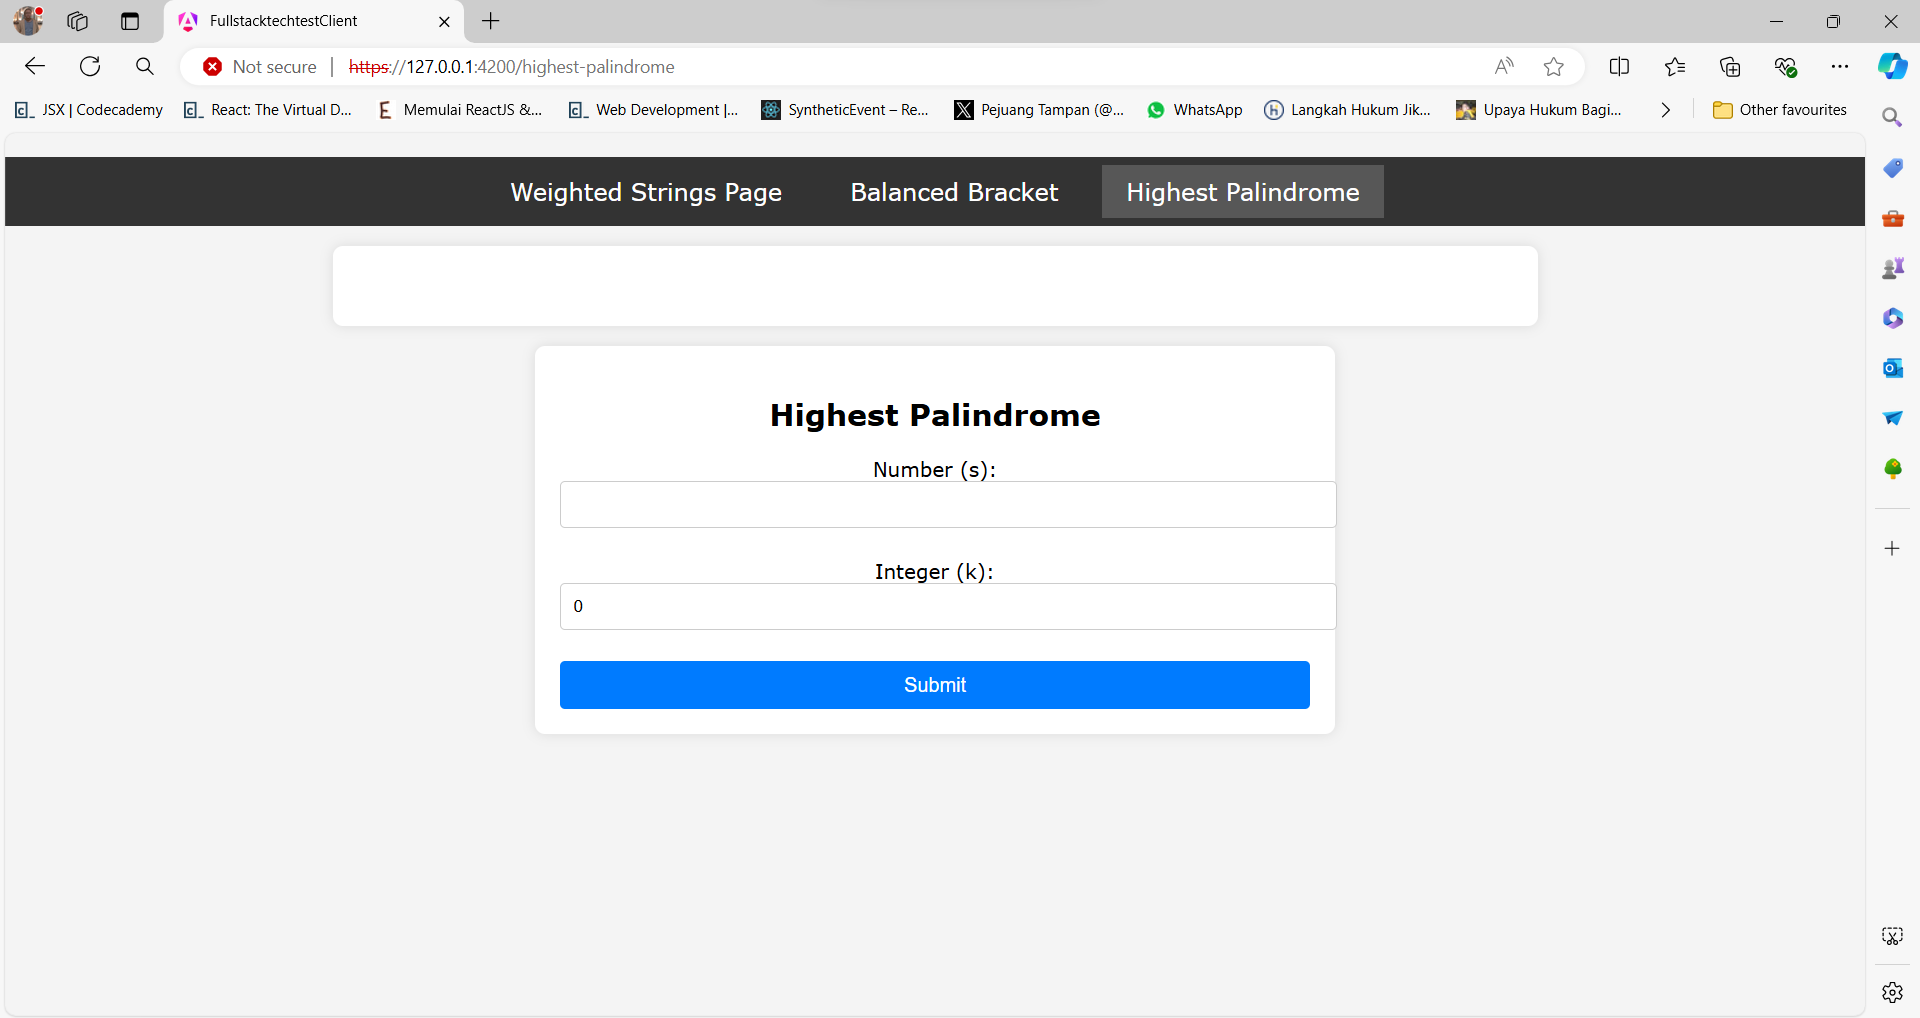 FullstacktechtestClient
Not secure | https://127.0.0.1:4200/highest-palindrome
JSX | Codecademy React: The Virtual D... Memulai ReactJS &... Web Development |... SyntheticEvent – Re... Pejuang Tampan (@... WhatsApp Langkah Hukum Jik... Upaya Hukum Bagi... Other favourites
Weighted Strings Page Balanced Bracket Highest Palindrome
Highest Palindrome
Number (s):
Integer (k):
0
Submit